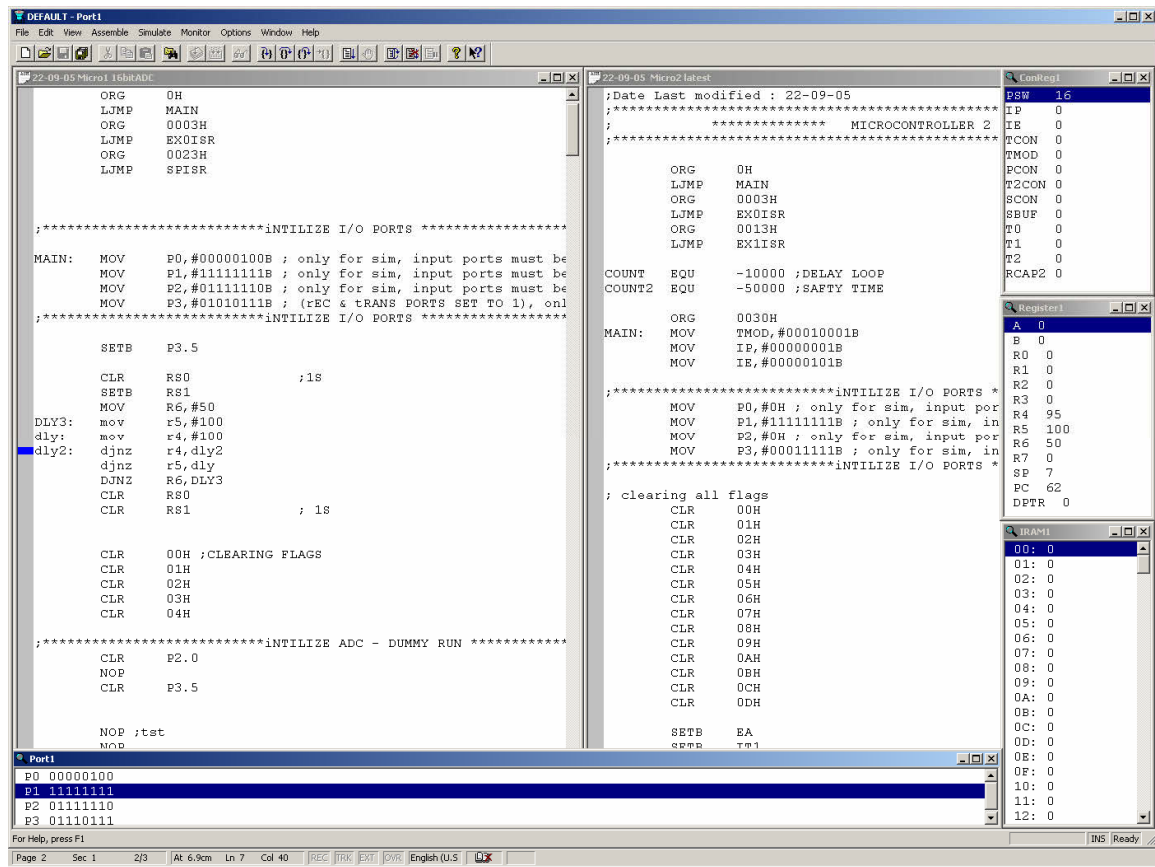 DEFAULT - Port1
File Edit View Assemble Simulate Monitor Options Window Help
22-09-05 Micro1 16bitADC
ORG 0H
LJMP MAIN
ORG 0003H
LJMP EX0ISR
ORG 0023H
LJMP SPISR
;***************************iNTILIZE I/O PORTS ******************
MAIN: MOV P0,#00000100B ; only for sim, input ports must be
MOV P1,#11111111B ; only for sim, input ports must be
MOV P2,#01111110B ; only for sim, input ports must be
MOV P3,#01010111B ; (rEC & tRANS PORTS SET TO 1), onl
;***************************iNTILIZE I/O PORTS ******************
SETB P3.5
CLR RS0 ;1S
SETB RS1
MOV R6,#50
DLY3: mov r5,#100
dly: mov r4,#100
dly2: djnz r4,dly2
djnz r5,dly
DJNZ R6,DLY3
CLR RS0
CLR RS1 ; 1S
CLR 00H ;CLEARING FLAGS
CLR 01H
CLR 02H
CLR 03H
CLR 04H
;***************************iNTILIZE ADC - DUMMY RUN ************
CLR P2.0
NOP
CLR P3.5
NOP ;tst
NOP
22-09-05 Micro2 latest
;Date Last modified : 22-09-05
;***********************************************
; ************** MICROCONTROLLER 2
;***********************************************
ORG 0H
LJMP MAIN
ORG 0003H
LJMP EX0ISR
ORG 0013H
LJMP EX1ISR
COUNT EQU -10000 ;DELAY LOOP
COUNT2 EQU -50000 ;SAFTY TIME
ORG 0030H
MAIN: MOV TMOD,#00010001B
MOV IP,#00000001B
MOV IE,#00000101B
;***************************iNTILIZE I/O PORTS *
MOV P0,#0H ; only for sim, input por
MOV P1,#11111111B ; only for sim, in
MOV P2,#0H ; only for sim, input por
MOV P3,#00011111B ; only for sim, in
;***************************iNTILIZE I/O PORTS *
; clearing all flags
CLR 00H
CLR 01H
CLR 02H
CLR 03H
CLR 04H
CLR 05H
CLR 06H
CLR 07H
CLR 08H
CLR 09H
CLR 0AH
CLR 0BH
CLR 0CH
CLR 0DH
SETB EA
SETB IT1
ConReg1
PSW 16
IP 0
IE 0
TCON 0
TMOD 0
PCON 0
T2CON 0
SCON 0
SBUF 0
T0 0
T1 0
T2 0
RCAP2 0
Register1
A 0
B 0
R0 0
R1 0
R2 0
R3 0
R4 95
R5 100
R6 50
R7 0
SP 7
PC 62
DPTR 0
IRAM1
00: 0
01: 0
02: 0
03: 0
04: 0
05: 0
06: 0
07: 0
08: 0
09: 0
0A: 0
0B: 0
0C: 0
0D: 0
0E: 0
0F: 0
10: 0
11: 0
12: 0
Port1
P0 00000100
P1 11111111
P2 01111110
P3 01110111
For Help, press F1
INS Ready
Page 2 Sec 1 2/3 At 6.9cm Ln 7 Col 40 REC TRK EXT OVR English (U.S